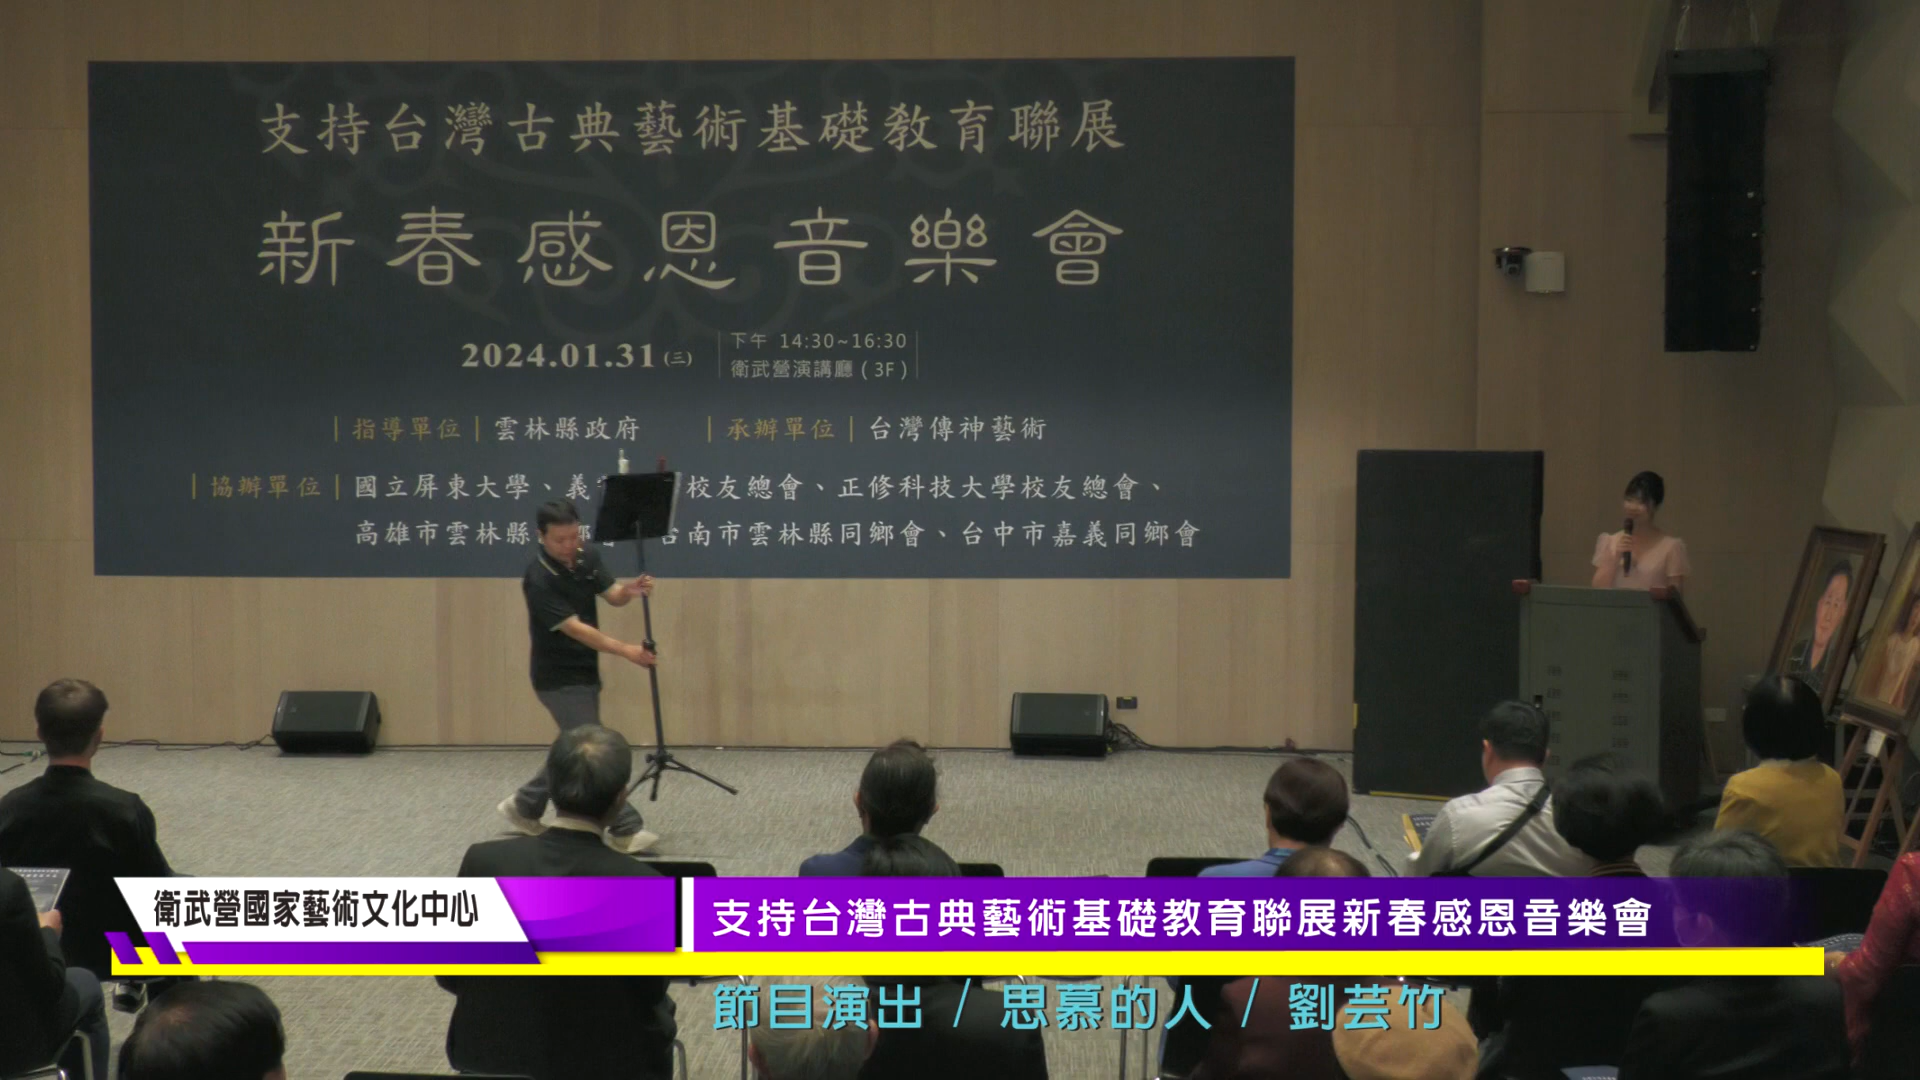 支持台灣古典藝術基礎教育聯展
新春感恩音樂會
2024.01.31(三)
下午 14:30~16:30
衛武營演講廳(3F)
|指導單位| 雲林縣政府 |承辦單位| 台灣傳神藝術
|協辦單位| 國立屏東大學、義 校友總會、正修科技大學校友總會、
高雄市雲林縣 台南市雲林縣同鄉會、台中市嘉義同鄉會
衛武營國家藝術文化中心
支持台灣古典藝術基礎教育聯展新春感恩音樂會
節目演出 / 思慕的人 / 劉芸竹